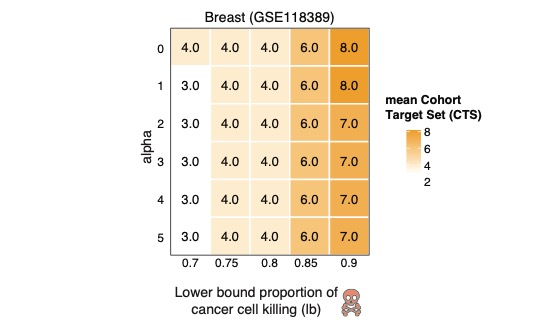 Breast (GSE118389)
0 4.0 4.0 4.0 6.0 8.0
1 3.0 4.0 4.0 6.0 8.0
2 3.0 4.0 4.0 6.0 7.0
3 3.0 4.0 4.0 6.0 7.0
4 3.0 4.0 4.0 6.0 7.0
5 3.0 4.0 4.0 6.0 7.0
alpha
0.7 0.75 0.8 0.85 0.9
Lower bound proportion of
cancer cell killing (lb)
mean Cohort
Target Set (CTS)
8
6
4
2